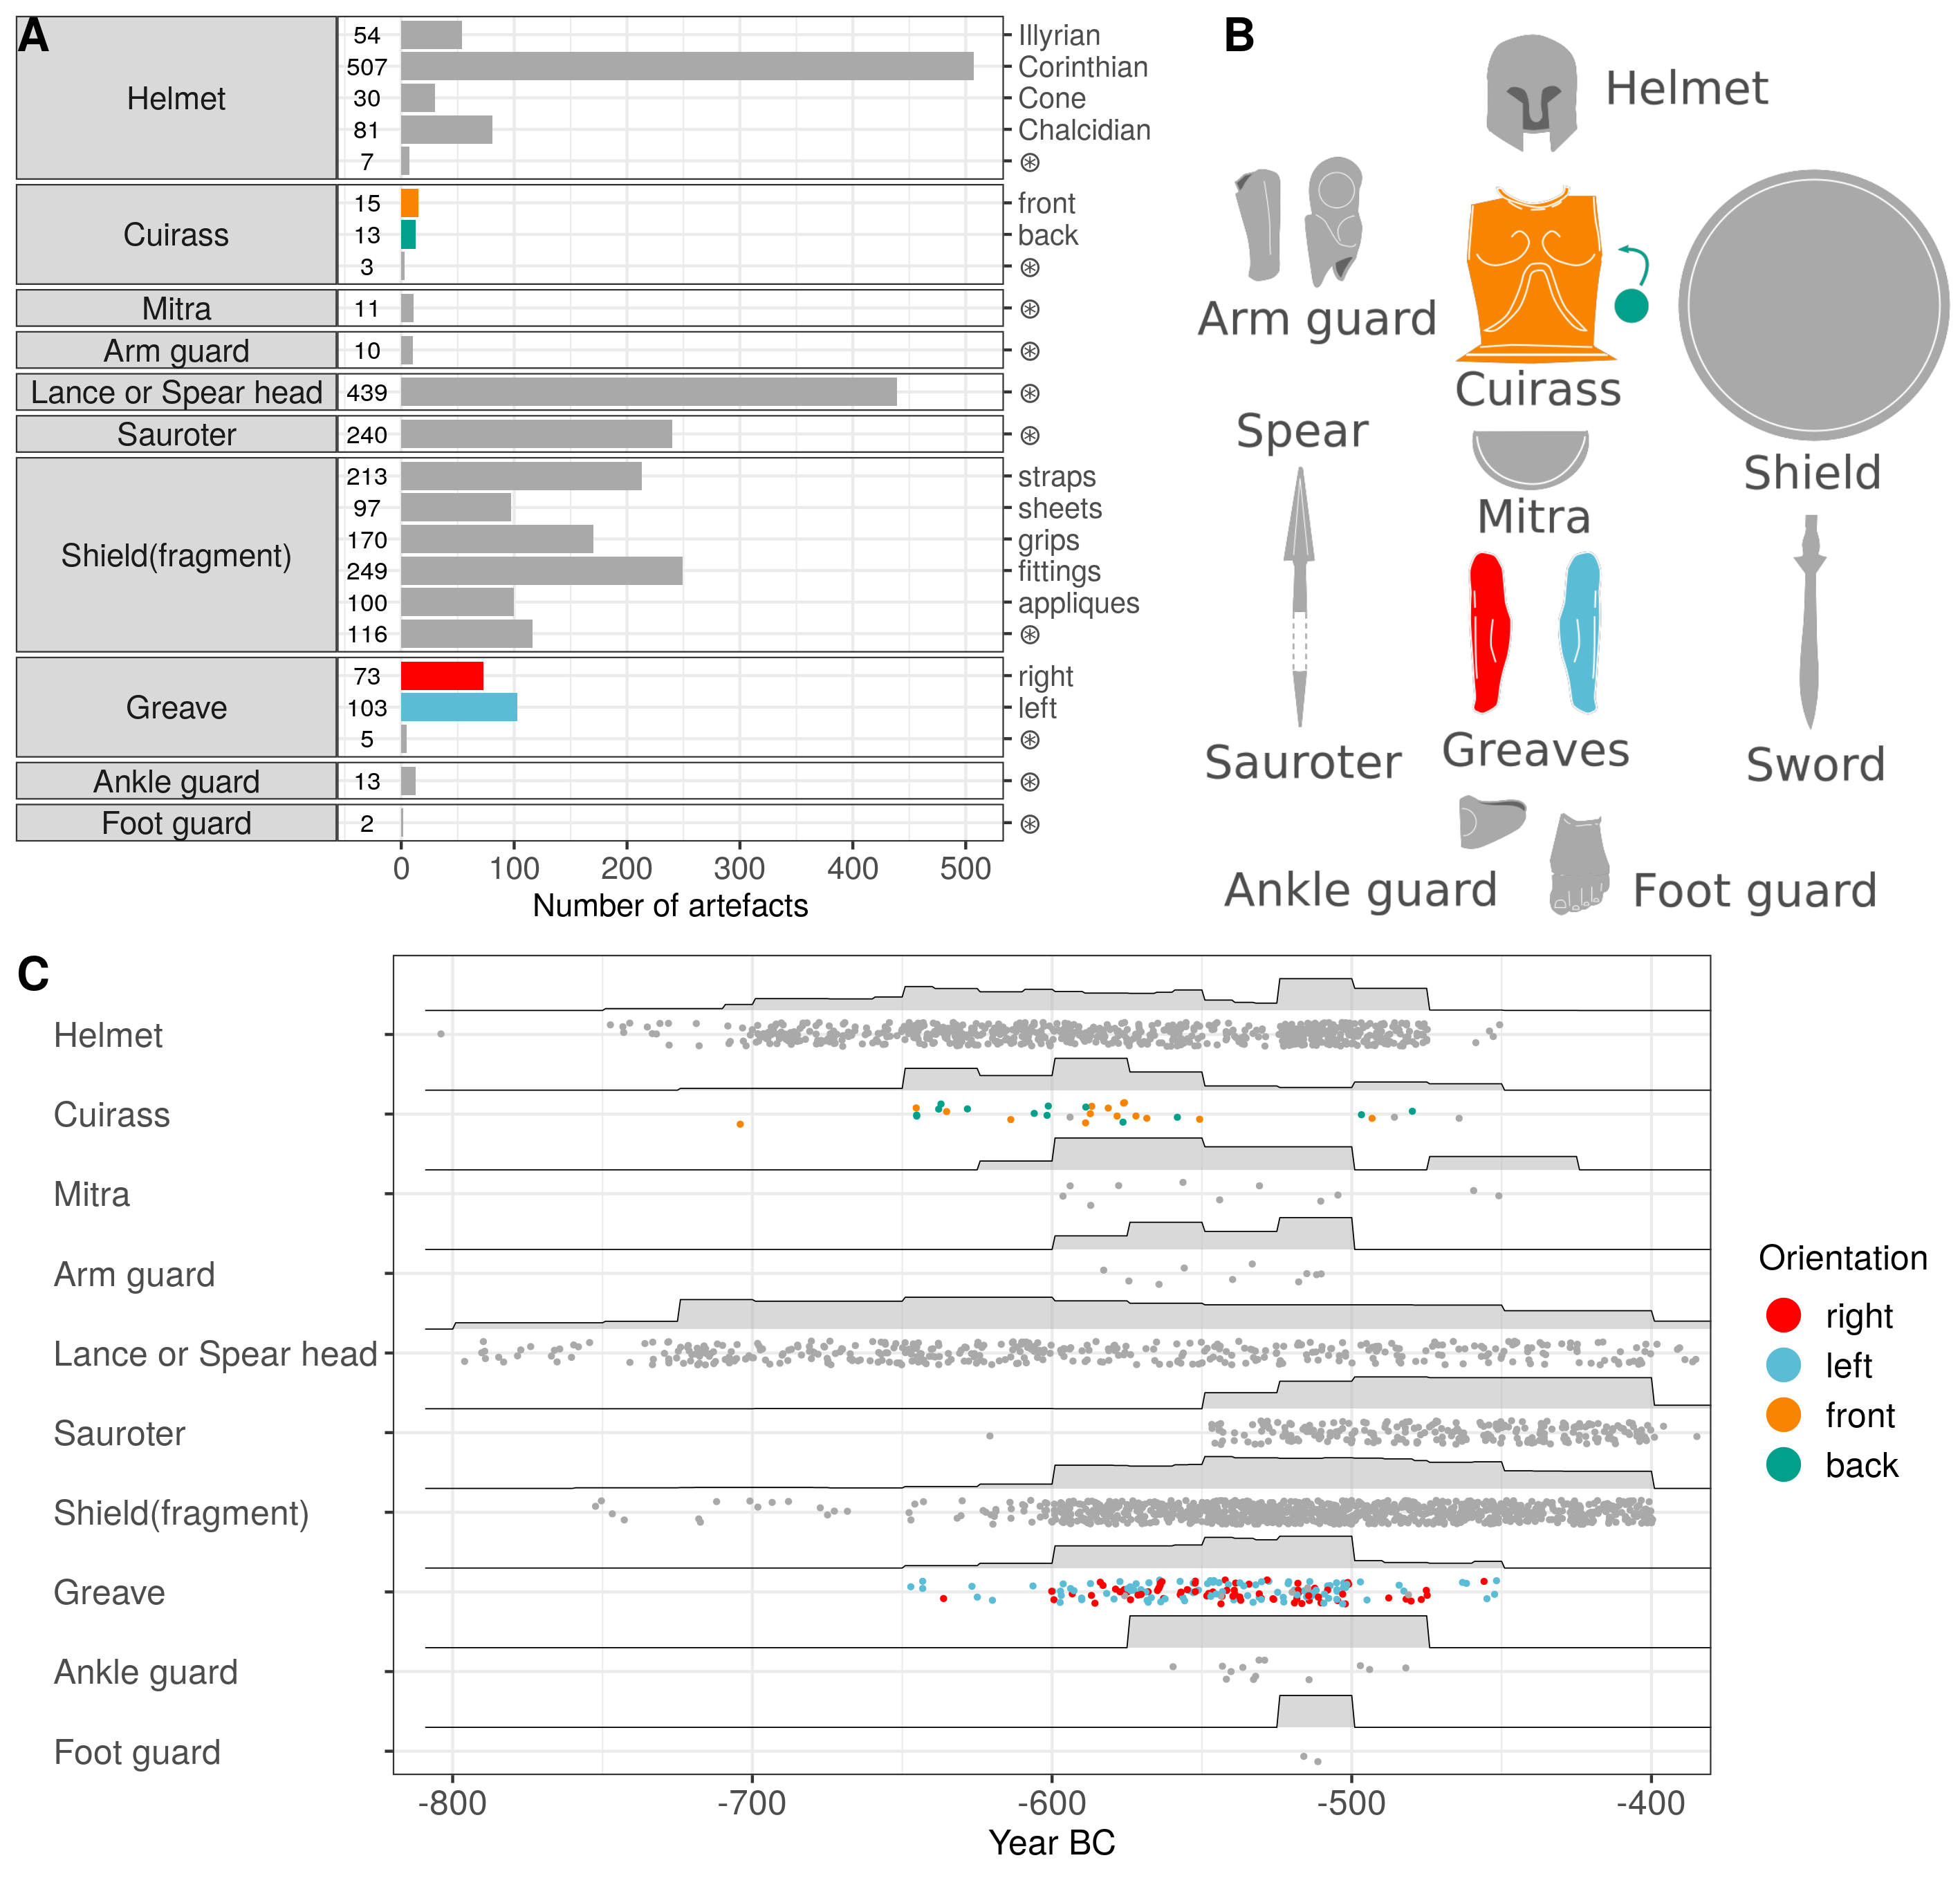 A
Helmet
54 Illyrian
507 Corinthian
30 Cone
81 Chalcidian
7 ⊛
Cuirass
15 front
13 back
3 ⊛
Mitra 11 ⊛
Arm guard 10 ⊛
Lance or Spear head 439 ⊛
Sauroter 240 ⊛
Shield(fragment)
213 straps
97 sheets
170 grips
249 fittings
100 appliques
116 ⊛
Greave
73 right
103 left
5 ⊛
Ankle guard 13 ⊛
Foot guard 2 ⊛
0 100 200 300 400 500
Number of artefacts
B
Helmet
Arm guard
Cuirass
Spear
Shield
Mitra
Sauroter
Greaves
Sword
Ankle guard
Foot guard
C
Helmet
Cuirass
Mitra
Arm guard
Lance or Spear head
Sauroter
Shield(fragment)
Greave
Ankle guard
Foot guard
-800 -700 -600 -500 -400
Year BC
Orientation
right
left
front
back